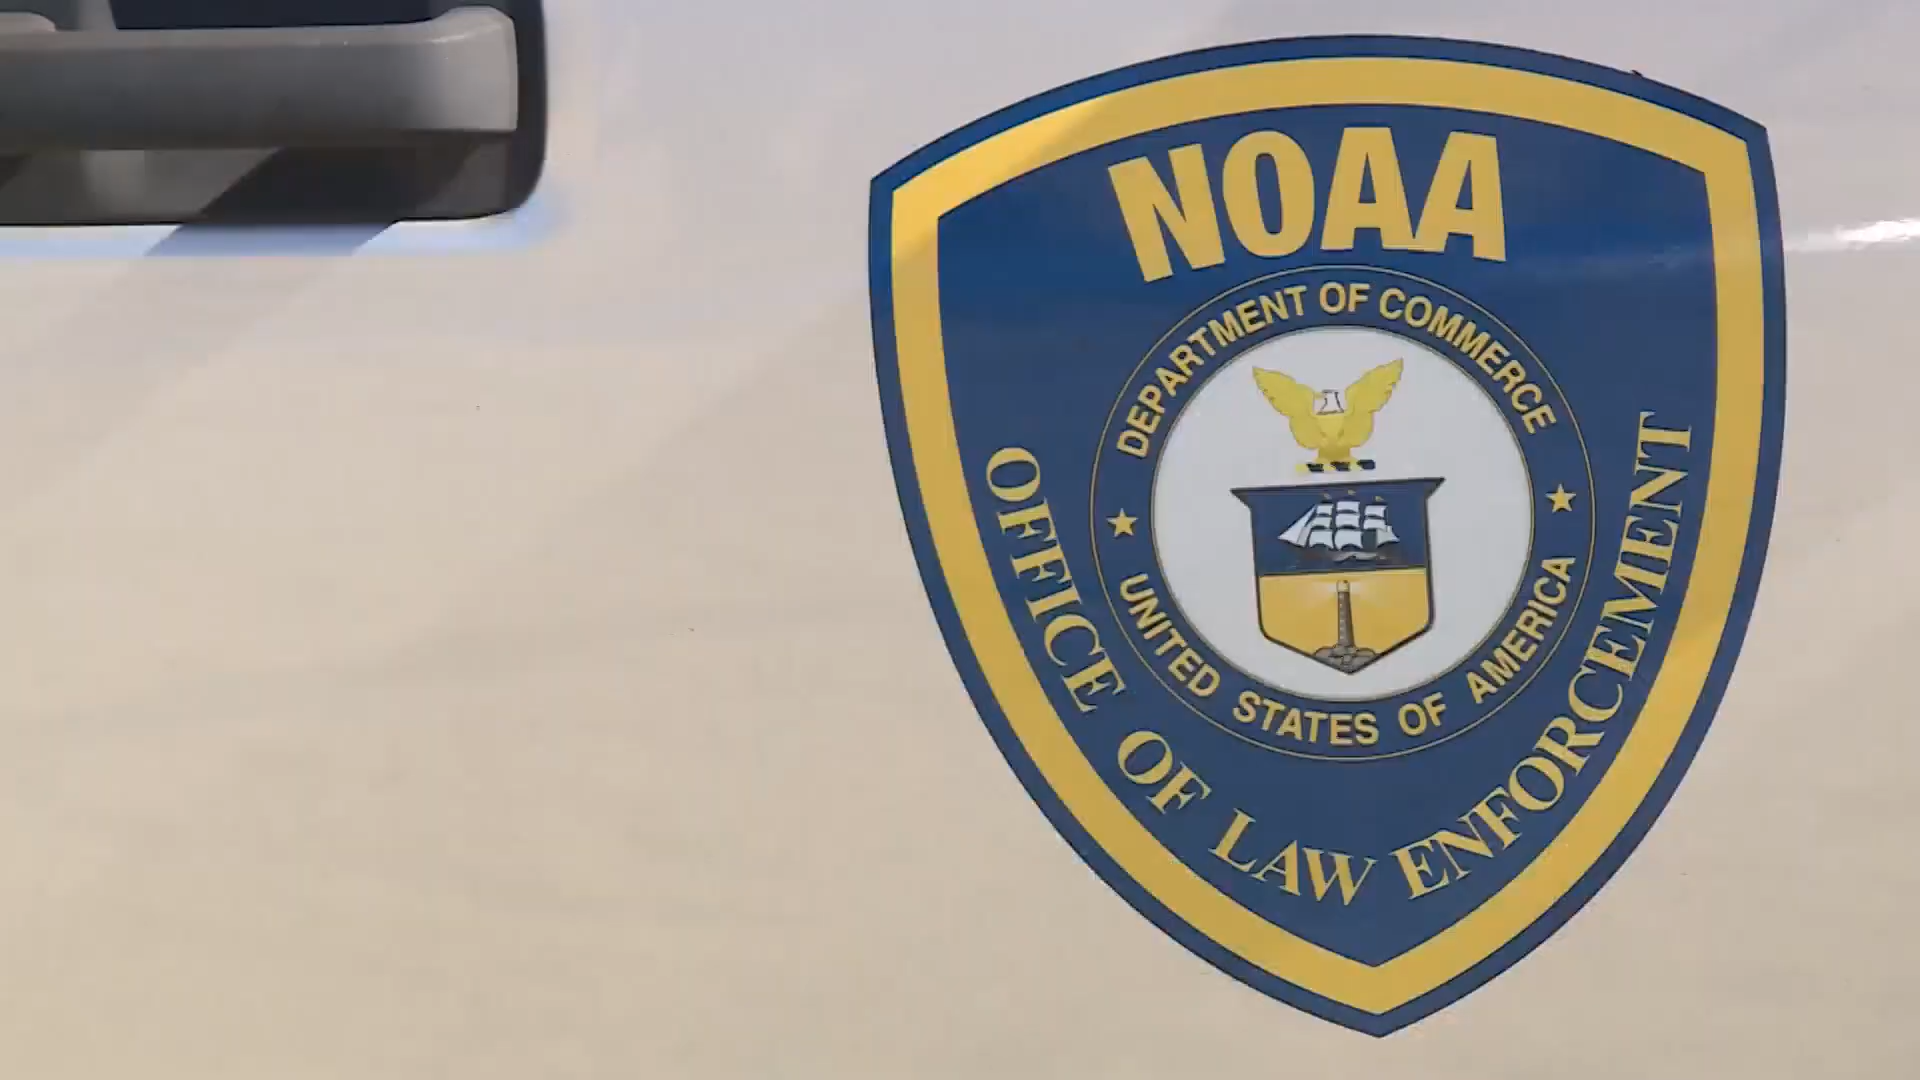 NOAA
DEPARTMENT OF COMMERCE
UNITED STATES OF AMERICA
OFFICE OF LAW ENFORCEMENT